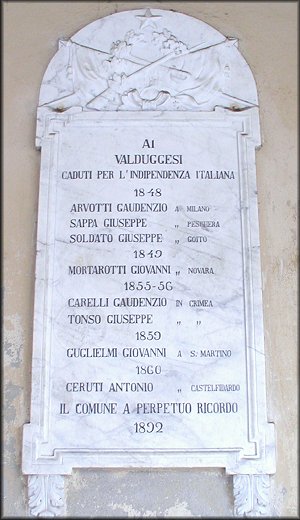 AI
VALDUGGESI
CADUTI PER L'INDIPENDENZA ITALIANA
1848
ARVOTTI GAUDENZIO A MILANO
SAPPA GIUSEPPE „ PESCHIERA
SOLDATO GIUSEPPE „ GOITO
1849
MORTAROTTI GIOVANNI „ NOVARA
1855-56
CARELLI GAUDENZIO IN CRIMEA
TONSO GIUSEPPE „ „
1859
GUGLIELMI GIOVANNI A S. MARTINO
1860
CERUTI ANTONIO „ CASTELFIDARDO
IL COMUNE A PERPETUO RICORDO
1892